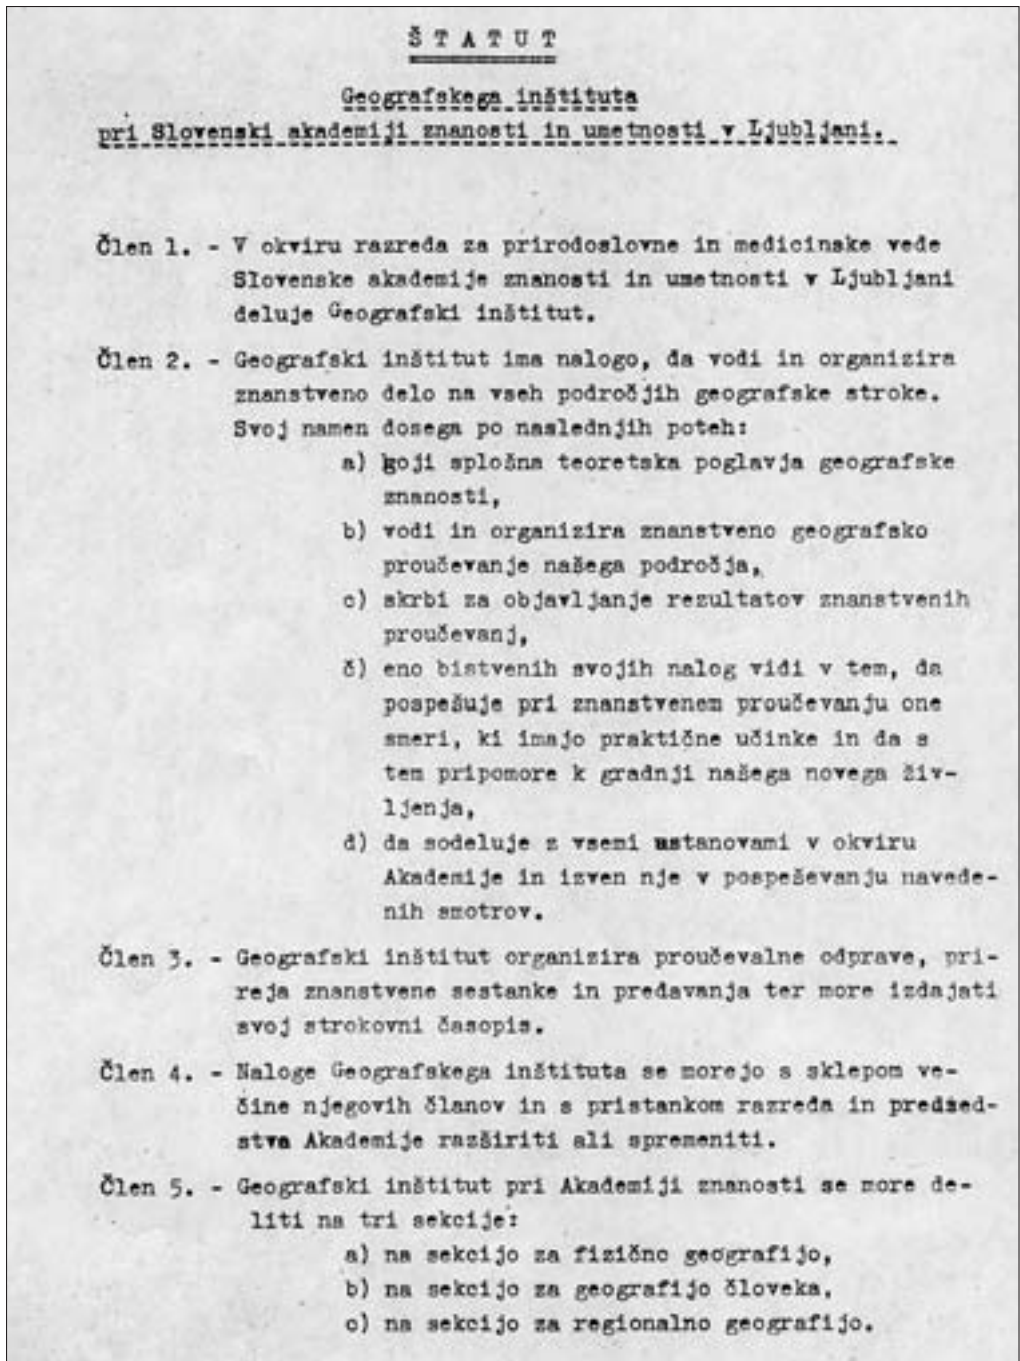 ŠTATUT
Geografskega inštituta
pri Slovenski akademiji znanosti in umetnosti v Ljubljani.
Člen 1. - V okviru razreda za prirodoslovne in medicinske vede
Slovenske akademije znanosti in umetnosti v Ljubljani
deluje Geografski inštitut.
Člen 2. - Geografski inštitut ima nalogo, da vodi in organizira
znanstveno delo na vseh področjih geografske stroke.
Svoj namen dosega po naslednjih poteh:
a) goji splošna teoretska poglavja geografske
znanosti,
b) vodi in organizira znanstveno geografsko
proučevanje našega področja,
c) skrbi za objavljanje rezultatov znanstvenih
proučevanj,
č) eno bistvenih svojih nalog vidi v tem, da
pospešuje pri znanstvenem proučevanju one
smeri, ki imajo praktične učinke in da s
tem pripomore k gradnji našega novega živ-
ljenja,
d) da sodeluje z vsemi ustanovami v okviru
Akademije in izven nje v pospeševanju navede-
nih smotrov.
Člen 3. - Geografski inštitut organizira proučevalne odprave, pri-
reja znanstvene sestanke in predavanja ter more izdajati
svoj strokovni časopis.
Člen 4. - Naloge Geografskega inštituta se morejo s sklepom ve-
čine njegovih članov in s pristankom razreda in predsed-
stva Akademije razširiti ali spremeniti.
Člen 5. - Geografski inštitut pri Akademiji znanosti se more de-
liti na tri sekcije:
a) na sekcijo za fizično geografijo,
b) na sekcijo za geografijo človeka,
c) na sekcijo za regionalno geografijo.